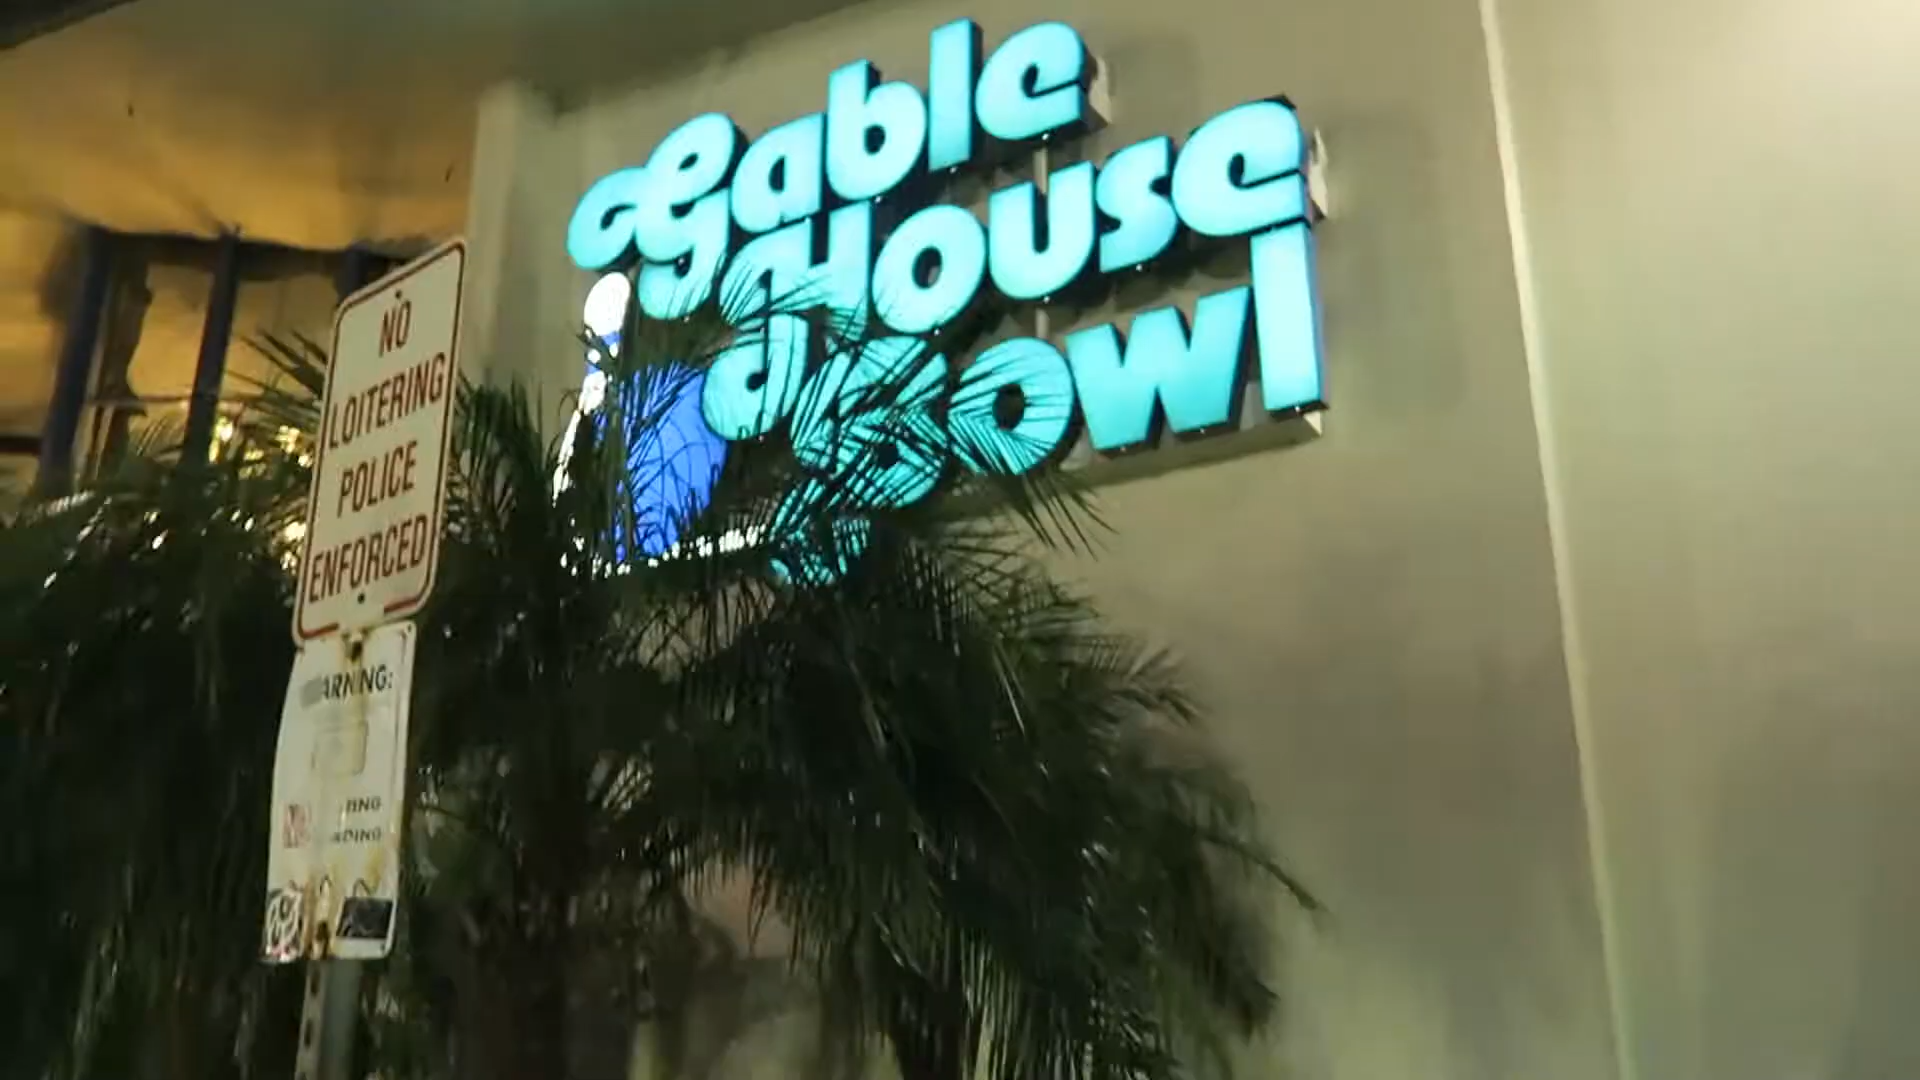 Gable
House
Bowl
NO
LOITERING
POLICE
ENFORCED
ARNING: